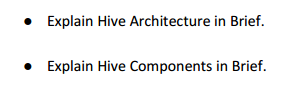 ● Explain Hive Architecture in Brief.
● Explain Hive Components in Brief.